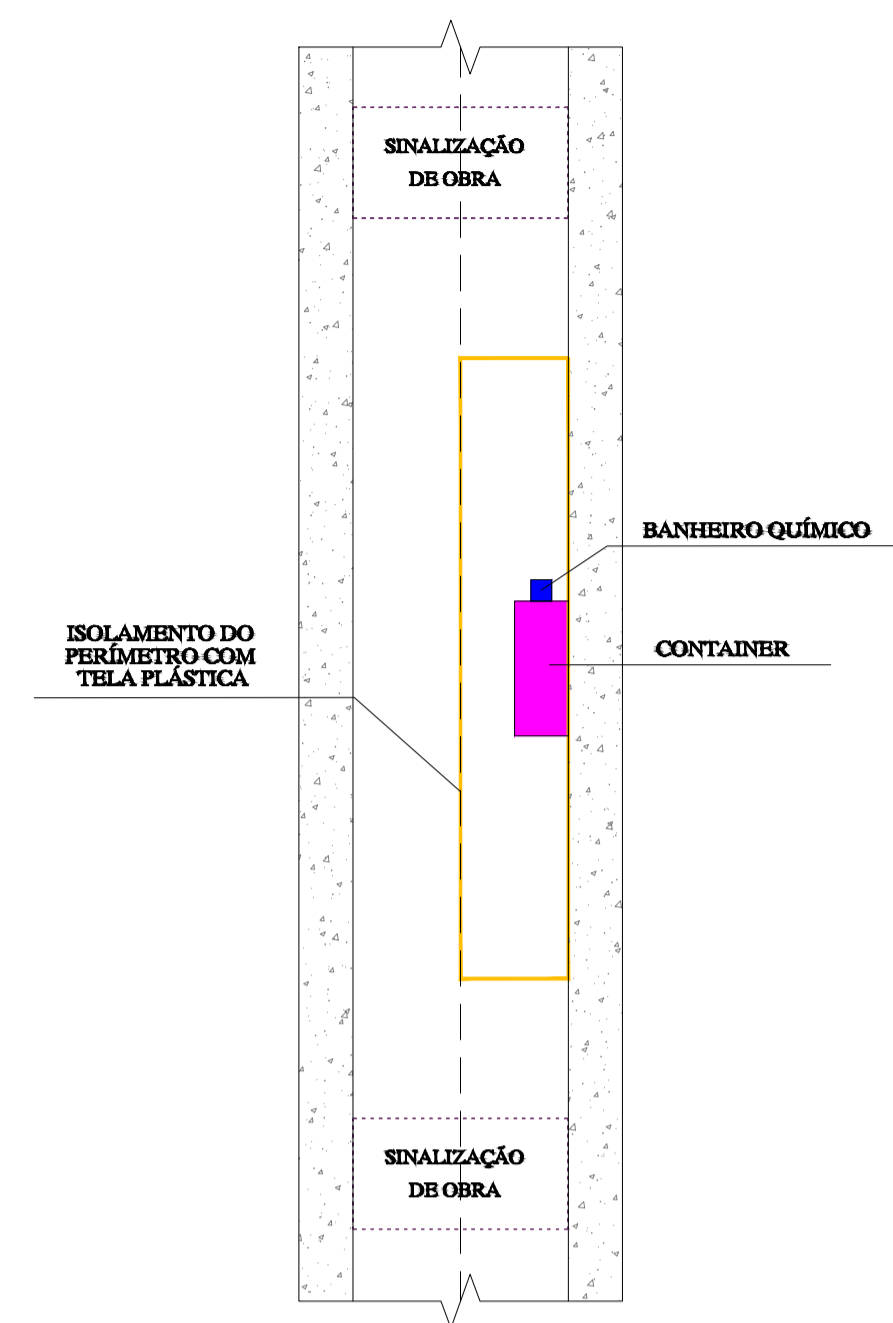 SINALIZAÇÃO
DE OBRA
BANHEIRO QUÍMICO
ISOLAMENTO DO
PERÍMETRO COM
TELA PLÁSTICA
CONTAINER
SINALIZAÇÃO
DE OBRA